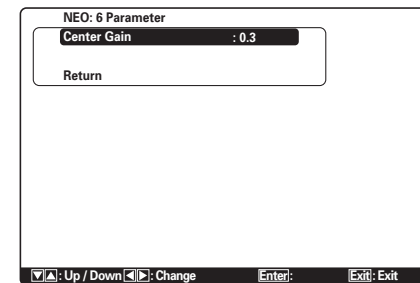 NEO: 6 Parameter
Center Gain : 0.3
Return
▼▲: Up / Down ◀▶: Change Enter: Exit: Exit